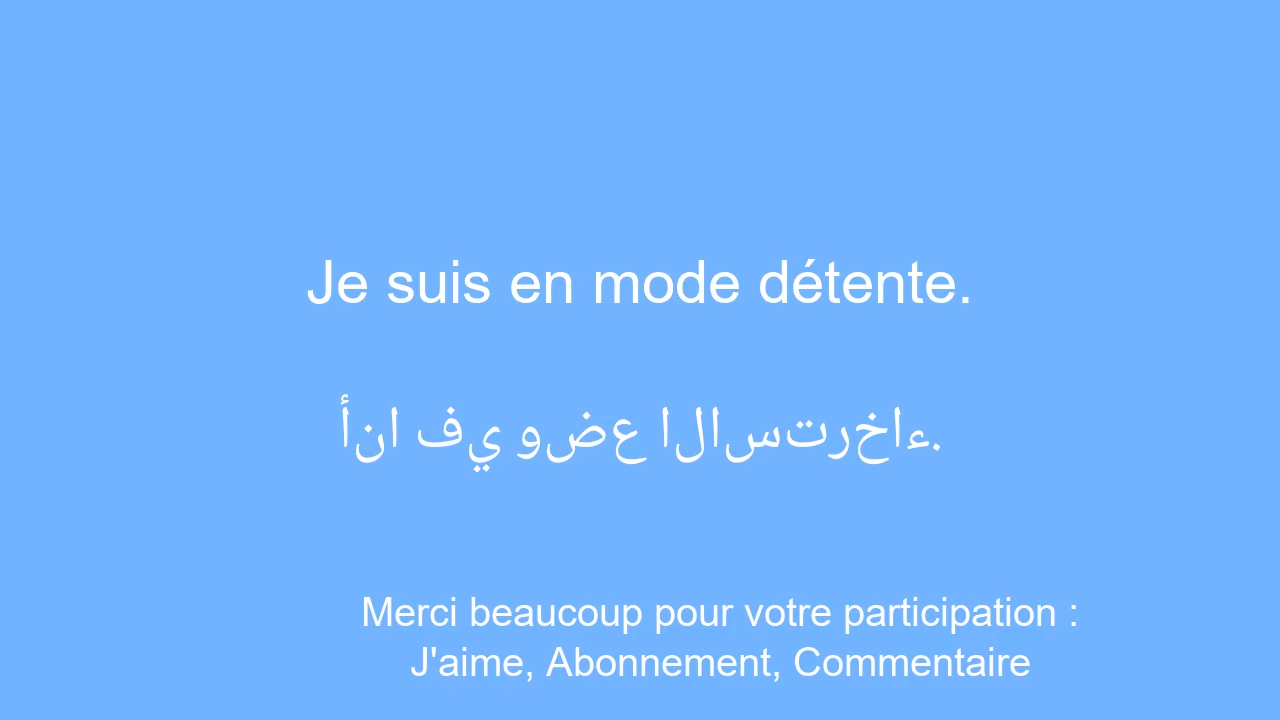 Je suis en mode détente.
أنا في وضع الاسترخاء.
Merci beaucoup pour votre participation :
J'aime, Abonnement, Commentaire